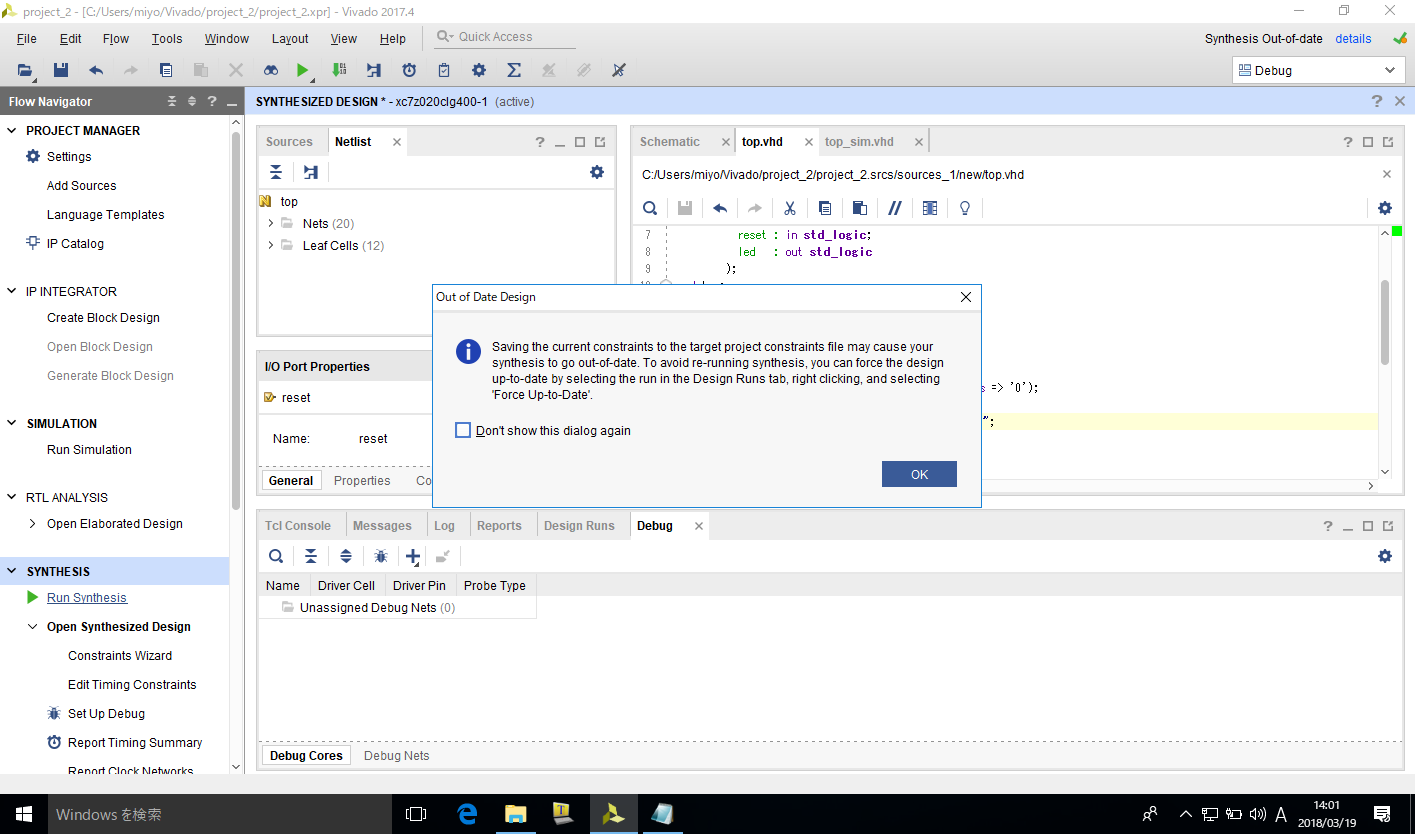 project_2 - [C:/Users/miyo/Vivado/project_2/project_2.xpr] - Vivado 2017.4
File Edit Flow Tools Window Layout View Help Quick Access
Synthesis Out-of-date details
Debug
Flow Navigator
SYNTHESIZED DESIGN * - xc7z020clg400-1 (active)
PROJECT MANAGER
Settings
Add Sources
Language Templates
IP Catalog
IP INTEGRATOR
Create Block Design
Open Block Design
Generate Block Design
SIMULATION
Run Simulation
RTL ANALYSIS
Open Elaborated Design
SYNTHESIS
Run Synthesis
Open Synthesized Design
Constraints Wizard
Edit Timing Constraints
Set Up Debug
Report Timing Summary
Report Clock Networks
Sources Netlist
top
Nets (20)
Leaf Cells (12)
I/O Port Properties
reset
Name: reset
General Properties Co
Schematic top.vhd top_sim.vhd
C:/Users/miyo/Vivado/project_2/project_2.srcs/sources_1/new/top.vhd
7 reset : in std_logic;
8 led : out std_logic
9 );
s => '0');
";
Out of Date Design
Saving the current constraints to the target project constraints file may cause your
synthesis to go out-of-date. To avoid re-running synthesis, you can force the design
up-to-date by selecting the run in the Design Runs tab, right clicking, and selecting
'Force Up-to-Date'.
Don't show this dialog again
OK
Tcl Console Messages Log Reports Design Runs Debug
Name Driver Cell Driver Pin Probe Type
Unassigned Debug Nets (0)
Debug Cores Debug Nets
Windows を検索
A
14:01
2018/03/19